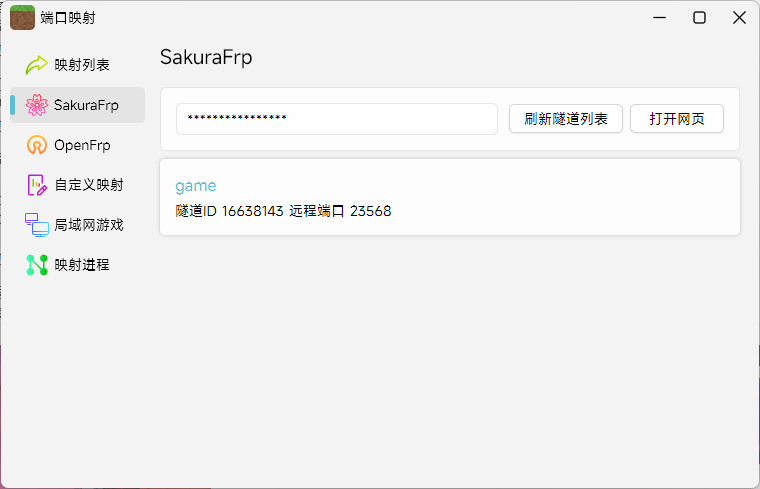 端口映射
映射列表
SakuraFrp
OpenFrp
自定义映射
局域网游戏
映射进程
SakuraFrp
****************
刷新隧道列表
打开网页
game
隧道ID 16638143 远程端口 23568